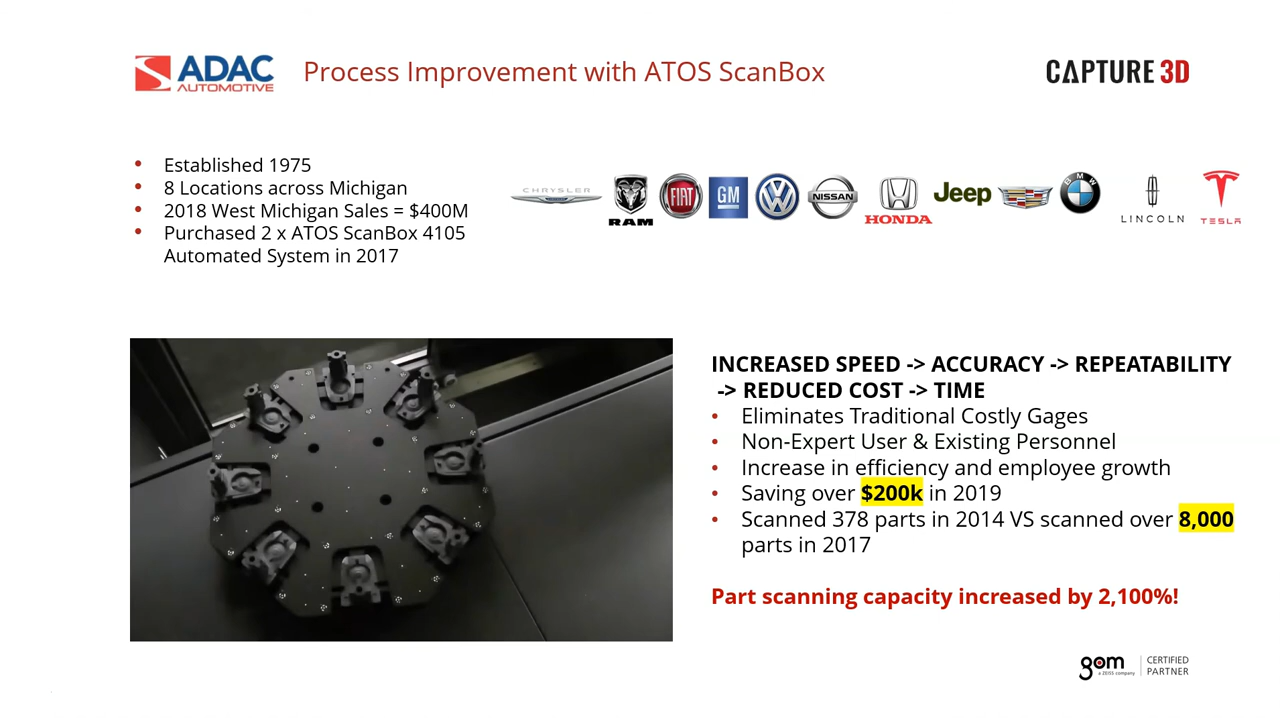 ADAC
AUTOMOTIVE
Process Improvement with ATOS ScanBox
CAPTURE 3D
• Established 1975
• 8 Locations across Michigan
• 2018 West Michigan Sales = $400M
• Purchased 2 x ATOS ScanBox 4105
Automated System in 2017
CHRYSLER
RAM
FIAT
GM
NISSAN
HONDA
Jeep
BMW
LINCOLN
TESLA
INCREASED SPEED -> ACCURACY -> REPEATABILITY
-> REDUCED COST -> TIME
• Eliminates Traditional Costly Gages
• Non-Expert User & Existing Personnel
• Increase in efficiency and employee growth
• Saving over $200k in 2019
• Scanned 378 parts in 2014 VS scanned over 8,000
parts in 2017
Part scanning capacity increased by 2,100%!
gom
a ZEISS company
CERTIFIED
PARTNER